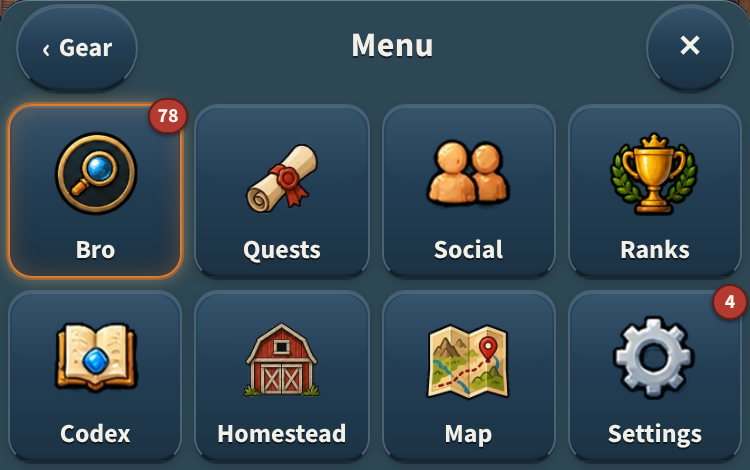 ‹ Gear
Menu
×
78
Bro
Quests
Social
Ranks
4
Codex
Homestead
Map
Settings